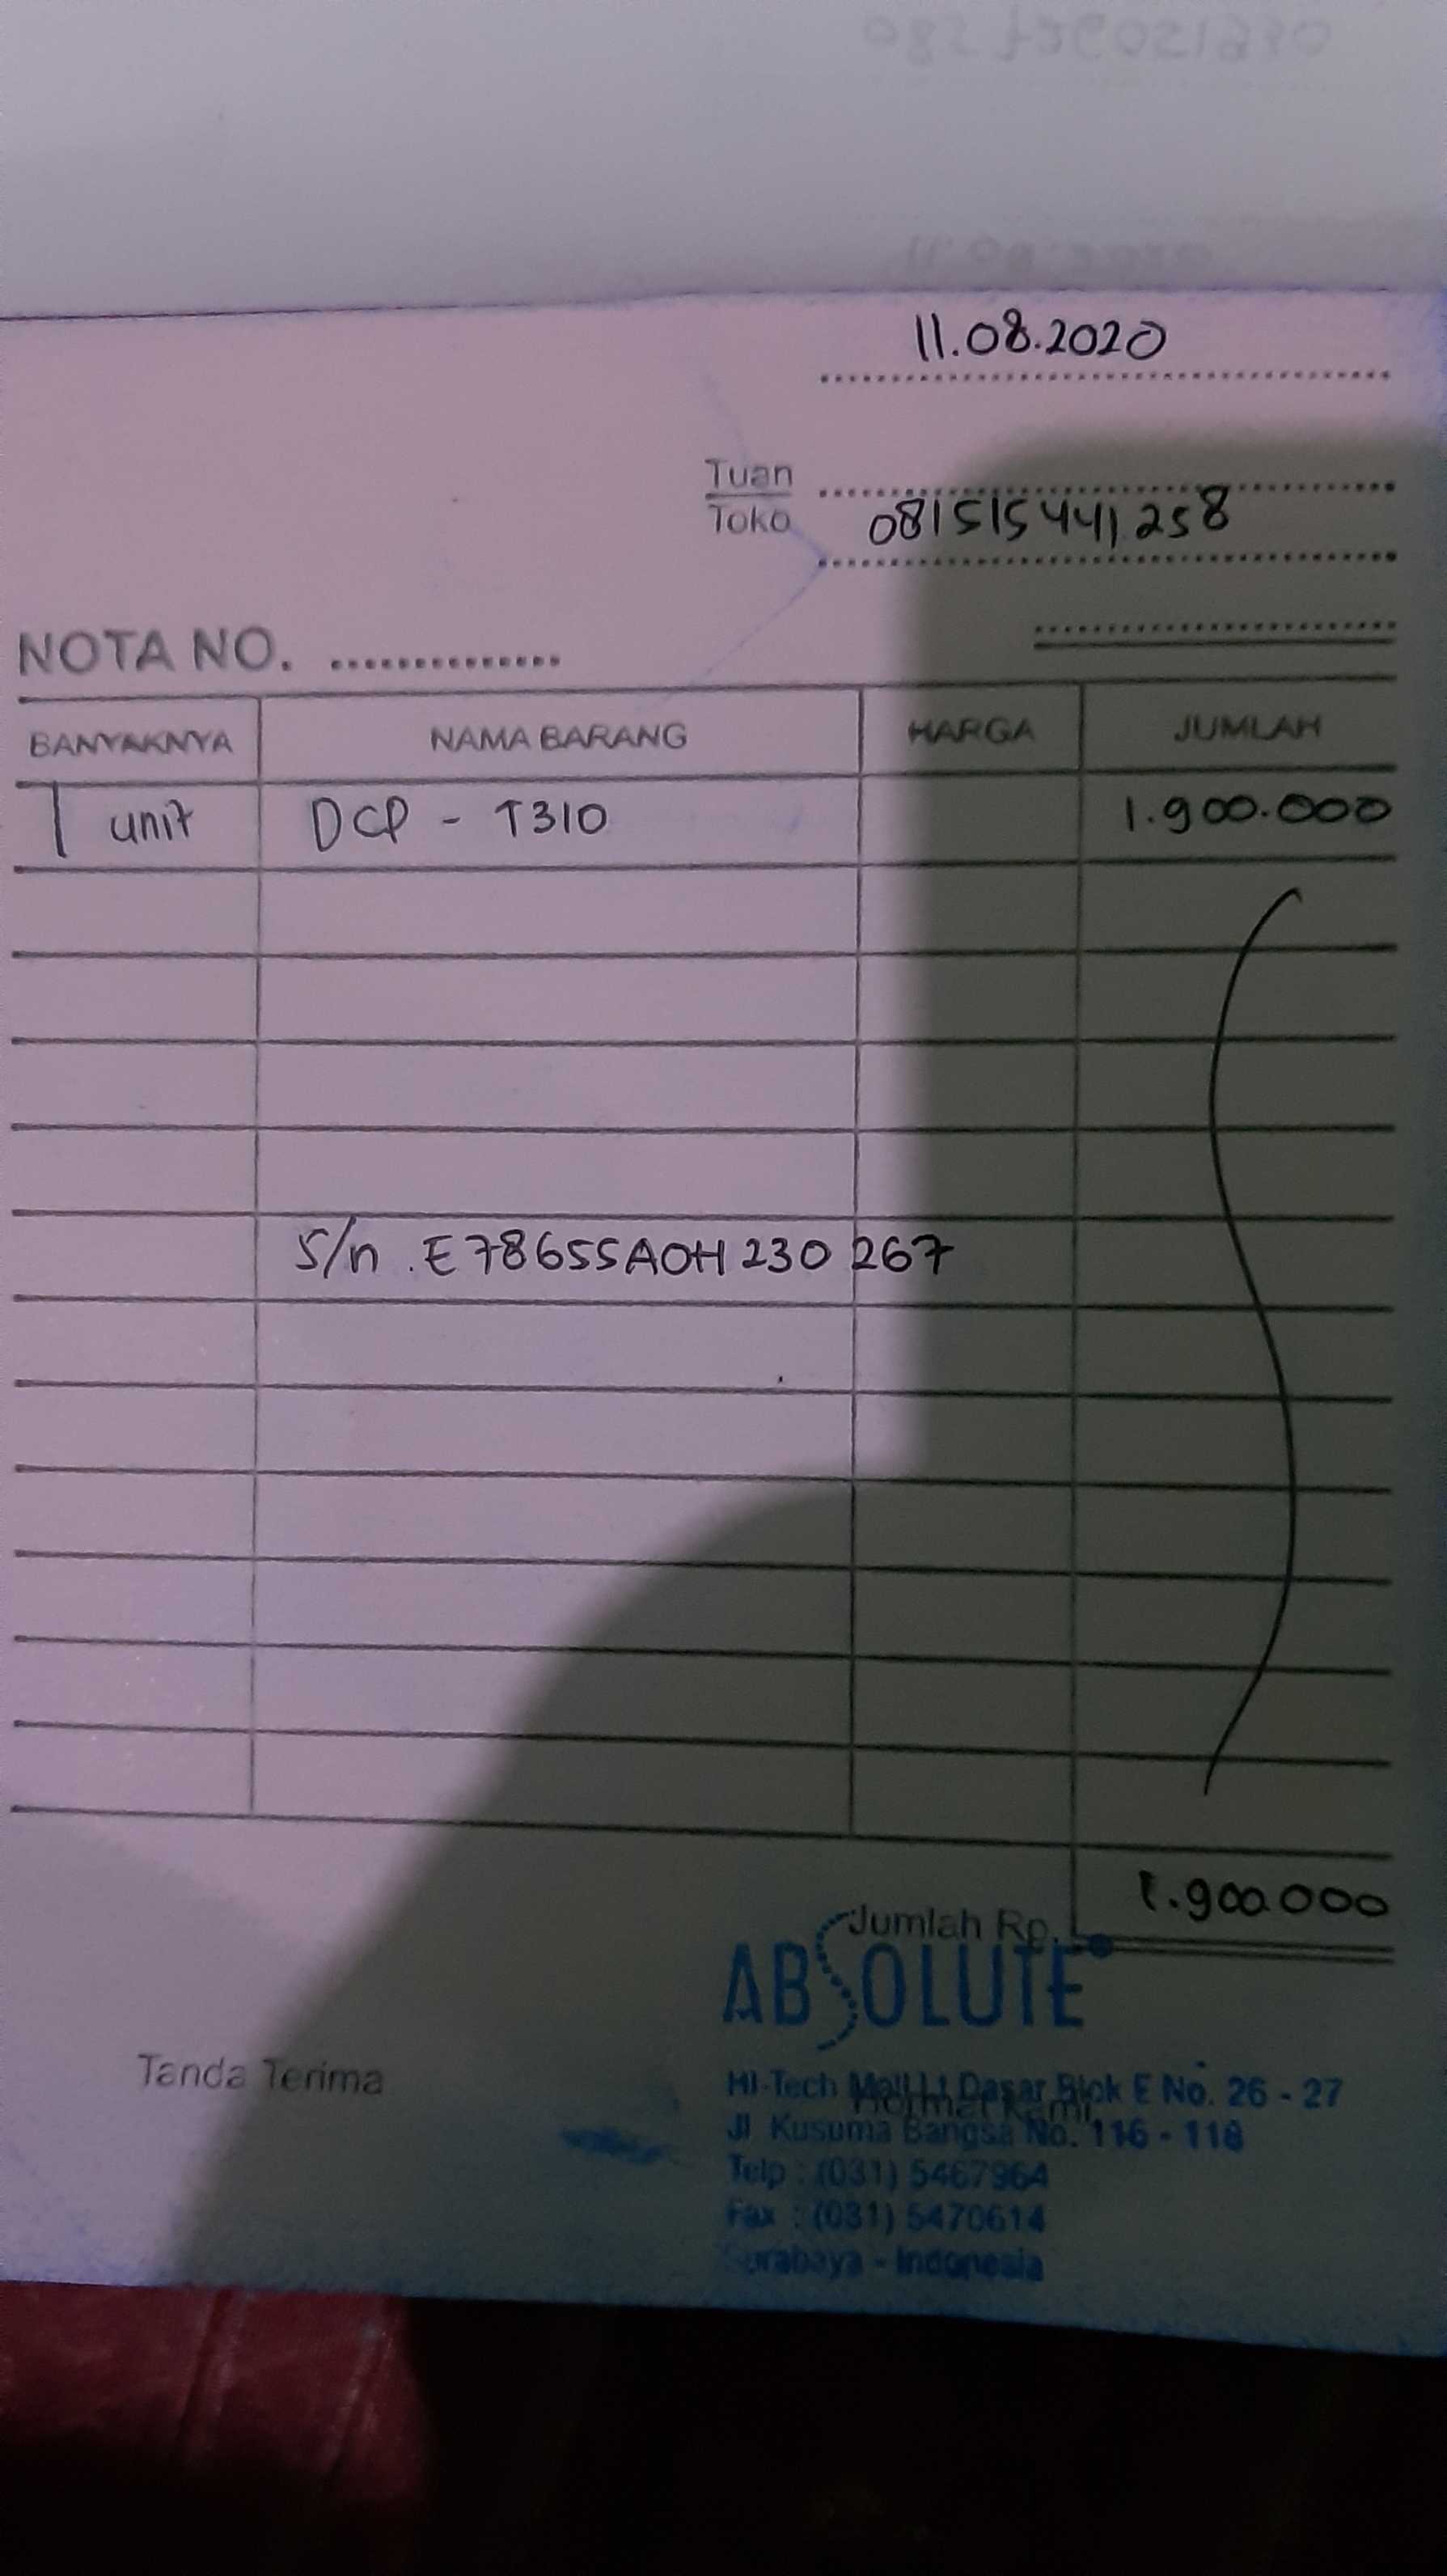 11.08.2020
Tuan
Toko
081515441258
NOTA NO. ..............
BANYAKNYA NAMA BARANG HARGA JUMLAH
1 unit DCP - T310 1.900.000
S/n . E78655A0H230267
Jumlah Rp. 1.900.000
ABSOLUTE
Tanda Terima
Hormat Kami,
HI-Tech Mall Lt Dasar Blok E No. 26 - 27
Jl Kusuma Bangsa No. 116 - 118
Telp : (031) 5467964
Fax : (031) 5470614
Surabaya - Indonesia